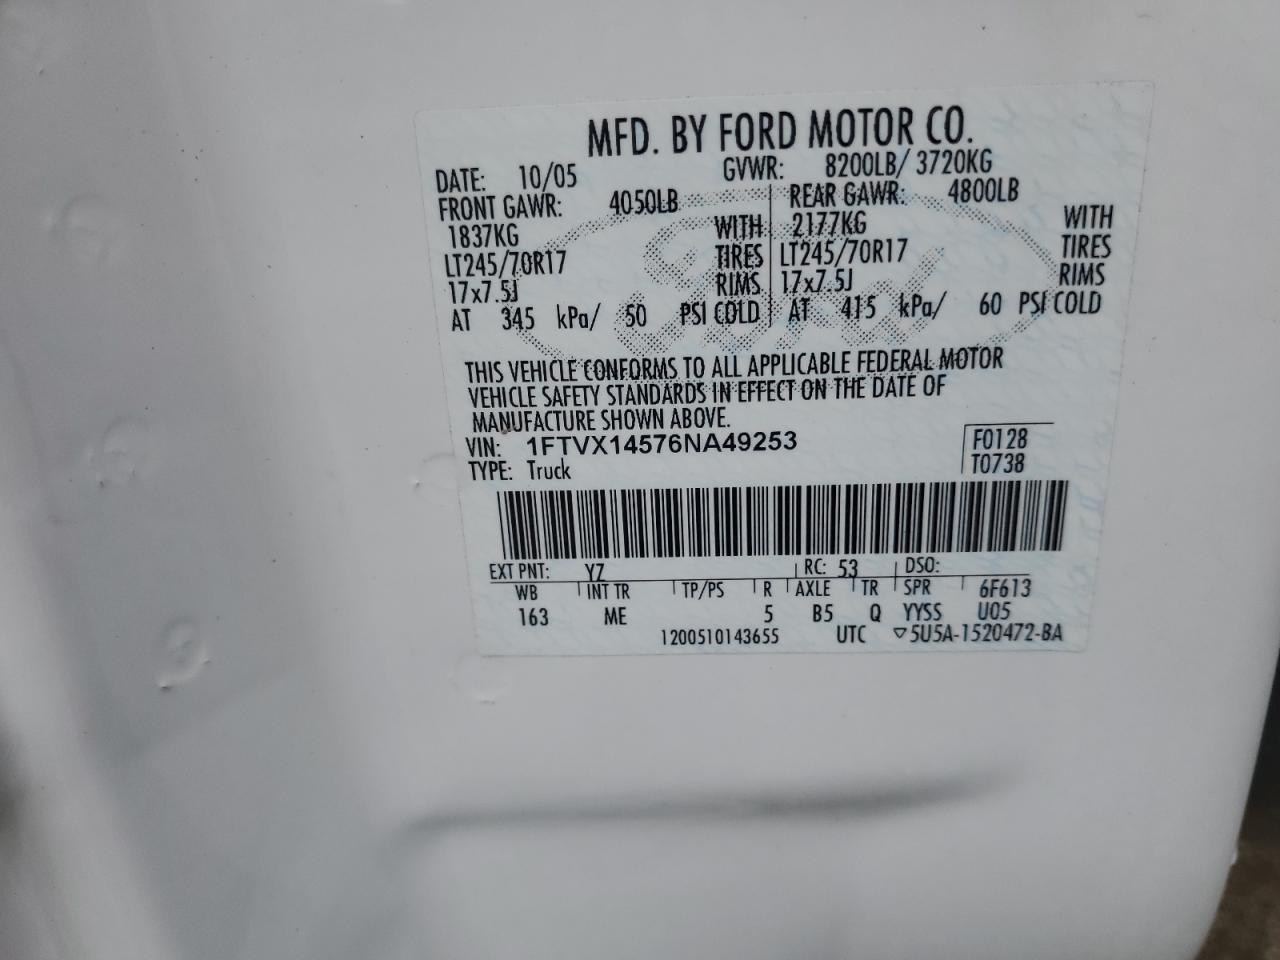 MFD. BY FORD MOTOR CO.
DATE: 10/05 GVWR: 8200LB/ 3720KG
FRONT GAWR: 4050LB REAR GAWR: 4800LB
1837KG WITH 2177KG WITH
LT245/70R17 TIRES LT245/70R17 TIRES
17x7.5J RIMS 17x7.5J RIMS
AT 345 kPa/ 50 PSI COLD AT 415 kPa/ 60 PSI COLD
THIS VEHICLE CONFORMS TO ALL APPLICABLE FEDERAL MOTOR
VEHICLE SAFETY STANDARDS IN EFFECT ON THE DATE OF
MANUFACTURE SHOWN ABOVE.
VIN: 1FTVX14576NA49253 F0128
TYPE: Truck T0738
EXT PNT: YZ RC: 53 DSO:
WB INT TR TP/PS R AXLE TR SPR 6F613
163 ME 5 B5 Q YYSS U05
1200510143655 UTC ▽5U5A-1520472-BA
Ford